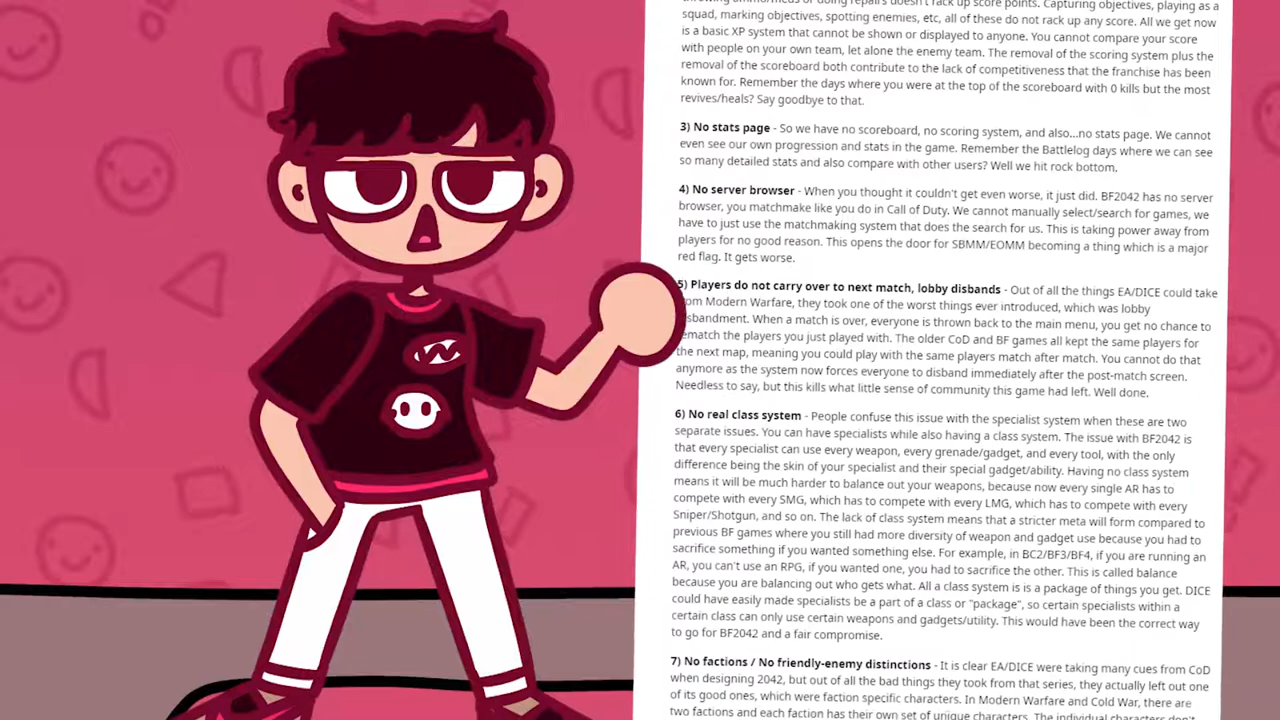 throwing ammo/meds or doing repairs doesn't rack up score points. Capturing objectives, playing as a
squad, marking objectives, spotting enemies, etc, all of these do not rack up any score. All we get now
is a basic XP system that cannot be shown or displayed to anyone. You cannot compare your score
with people on your own team, let alone the enemy team. The removal of the scoring system plus the
removal of the scoreboard both contribute to the lack of competitiveness that the franchise has been
known for. Remember the days where you were at the top of the scoreboard with 0 kills but the most
revives/heals? Say goodbye to that.
3) No stats page - So we have no scoreboard, no scoring system, and also...no stats page. We cannot
even see our own progression and stats in the game. Remember the Battlelog days where we can see
so many detailed stats and also compare with other users? Well we hit rock bottom.
4) No server browser - When you thought it couldn't get even worse, it just did. BF2042 has no server
browser, you matchmake like you do in Call of Duty. We cannot manually select/search for games, we
have to just use the matchmaking system that does the search for us. This is taking power away from
players for no good reason. This opens the door for SBMM/EOMM becoming a thing which is a major
red flag. It gets worse.
5) Players do not carry over to next match, lobby disbands - Out of all the things EA/DICE could take
om Modern Warfare, they took one of the worst things ever introduced, which was lobby
sbandment. When a match is over, everyone is thrown back to the main menu, you get no chance to
ematch the players you just played with. The older CoD and BF games all kept the same players for
the next map, meaning you could play with the same players match after match. You cannot do that
anymore as the system now forces everyone to disband immediately after the post-match screen.
Needless to say, but this kills what little sense of community this game had left. Well done.
6) No real class system - People confuse this issue with the specialist system when these are two
separate issues. You can have specialists while also having a class system. The issue with BF2042 is
that every specialist can use every weapon, every grenade/gadget, and every tool, with the only
difference being the skin of your specialist and their special gadget/ability. Having no class system
means it will be much harder to balance out your weapons, because now every single AR has to
compete with every SMG, which has to compete with every LMG, which has to compete with every
Sniper/Shotgun, and so on. The lack of class system means that a stricter meta will form compared to
previous BF games where you still had more diversity of weapon and gadget use because you had to
sacrifice something if you wanted something else. For example, in BC2/BF3/BF4, if you are running an
AR, you can't use an RPG, if you wanted one, you had to sacrifice the other. This is called balance
because you are balancing out who gets what. All a class system is is a package of things you get. DICE
could have easily made specialists be a part of a class or "package", so certain specialists within a
certain class can only use certain weapons and gadgets/utility. This would have been the correct way
to go for BF2042 and a fair compromise.
7) No factions / No friendly-enemy distinctions - It is clear EA/DICE were taking many cues from CoD
when designing 2042, but out of all the bad things they took from that series, they actually left out one
of its good ones, which were faction specific characters. In Modern Warfare and Cold War, there are
two factions and each faction has their own set of unique characters. The individual characters don't